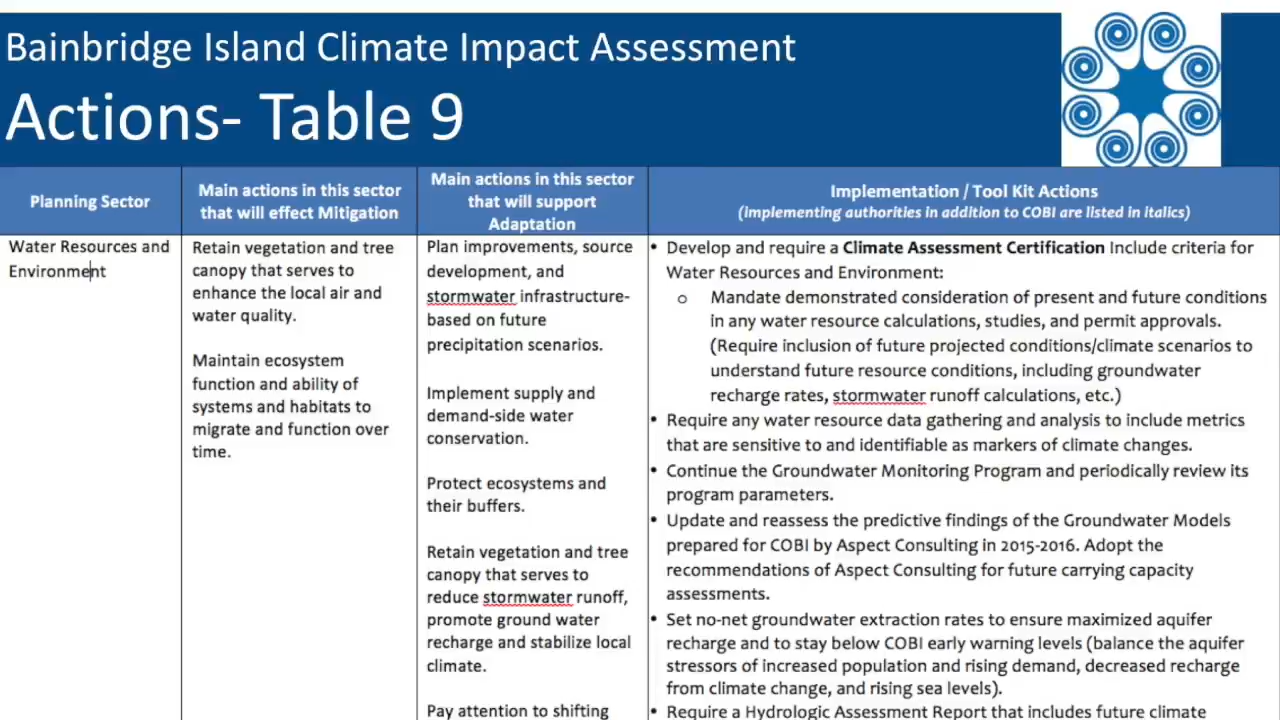 Bainbridge Island Climate Impact Assessment
Actions- Table 9
Planning Sector
Main actions in this sector
that will effect Mitigation
Main actions in this sector
that will support
Adaptation
Implementation / Tool Kit Actions
(implementing authorities in addition to COBI are listed in italics)
Water Resources and
Environment
Retain vegetation and tree
canopy that serves to
enhance the local air and
water quality.
Maintain ecosystem
function and ability of
systems and habitats to
migrate and function over
time.
Plan improvements, source
development, and
stormwater infrastructure-
based on future
precipitation scenarios.
Implement supply and
demand-side water
conservation.
Protect ecosystems and
their buffers.
Retain vegetation and tree
canopy that serves to
reduce stormwater runoff,
promote ground water
recharge and stabilize local
climate.
Pay attention to shifting
• Develop and require a Climate Assessment Certification Include criteria for
Water Resources and Environment:
o Mandate demonstrated consideration of present and future conditions
in any water resource calculations, studies, and permit approvals.
(Require inclusion of future projected conditions/climate scenarios to
understand future resource conditions, including groundwater
recharge rates, stormwater runoff calculations, etc.)
• Require any water resource data gathering and analysis to include metrics
that are sensitive to and identifiable as markers of climate changes.
• Continue the Groundwater Monitoring Program and periodically review its
program parameters.
• Update and reassess the predictive findings of the Groundwater Models
prepared for COBI by Aspect Consulting in 2015-2016. Adopt the
recommendations of Aspect Consulting for future carrying capacity
assessments.
• Set no-net groundwater extraction rates to ensure maximized aquifer
recharge and to stay below COBI early warning levels (balance the aquifer
stressors of increased population and rising demand, decreased recharge
from climate change, and rising sea levels).
• Require a Hydrologic Assessment Report that includes future climate